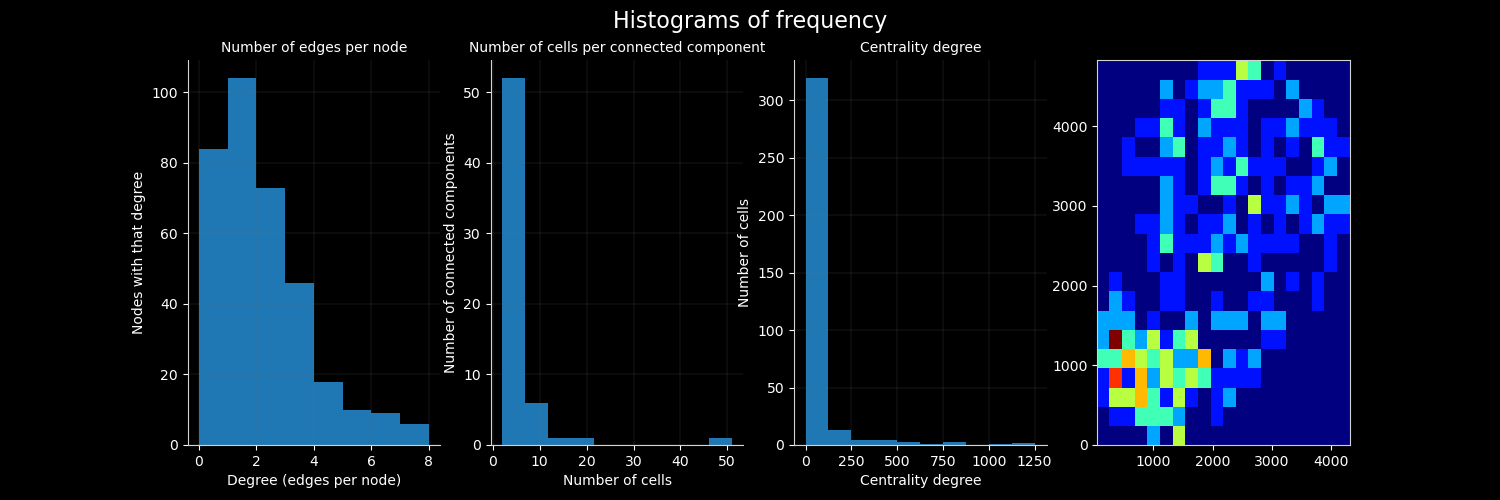 Histograms of frequency
Number of edges per node
Nodes with that degree
100
80
60
40
20
0
0 2 4 6 8
Degree (edges per node)
Number of cells per connected component
Number of connected components
50
40
30
20
10
0
0 10 20 30 40 50
Number of cells
Centrality degree
Number of cells
300
250
200
150
100
50
0
0 250 500 750 1000 1250
Centrality degree
4000
3000
2000
1000
0
1000 2000 3000 4000